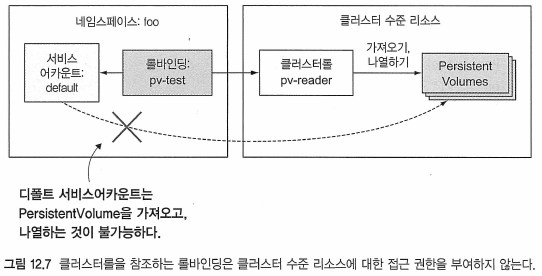 네임스페이스: foo
클러스터 수준 리소스
서비스
어카운트:
default
롤바인딩:
pv-test
클러스터롤
pv-reader
가져오기,
나열하기
Persistent
Volumes
디폴트 서비스어카운트는
PersistentVolume을 가져오고,
나열하는 것이 불가능하다.
그림 12.7 클러스터롤을 참조하는 롤바인딩은 클러스터 수준 리소스에 대한 접근 권한을 부여하지 않는다.